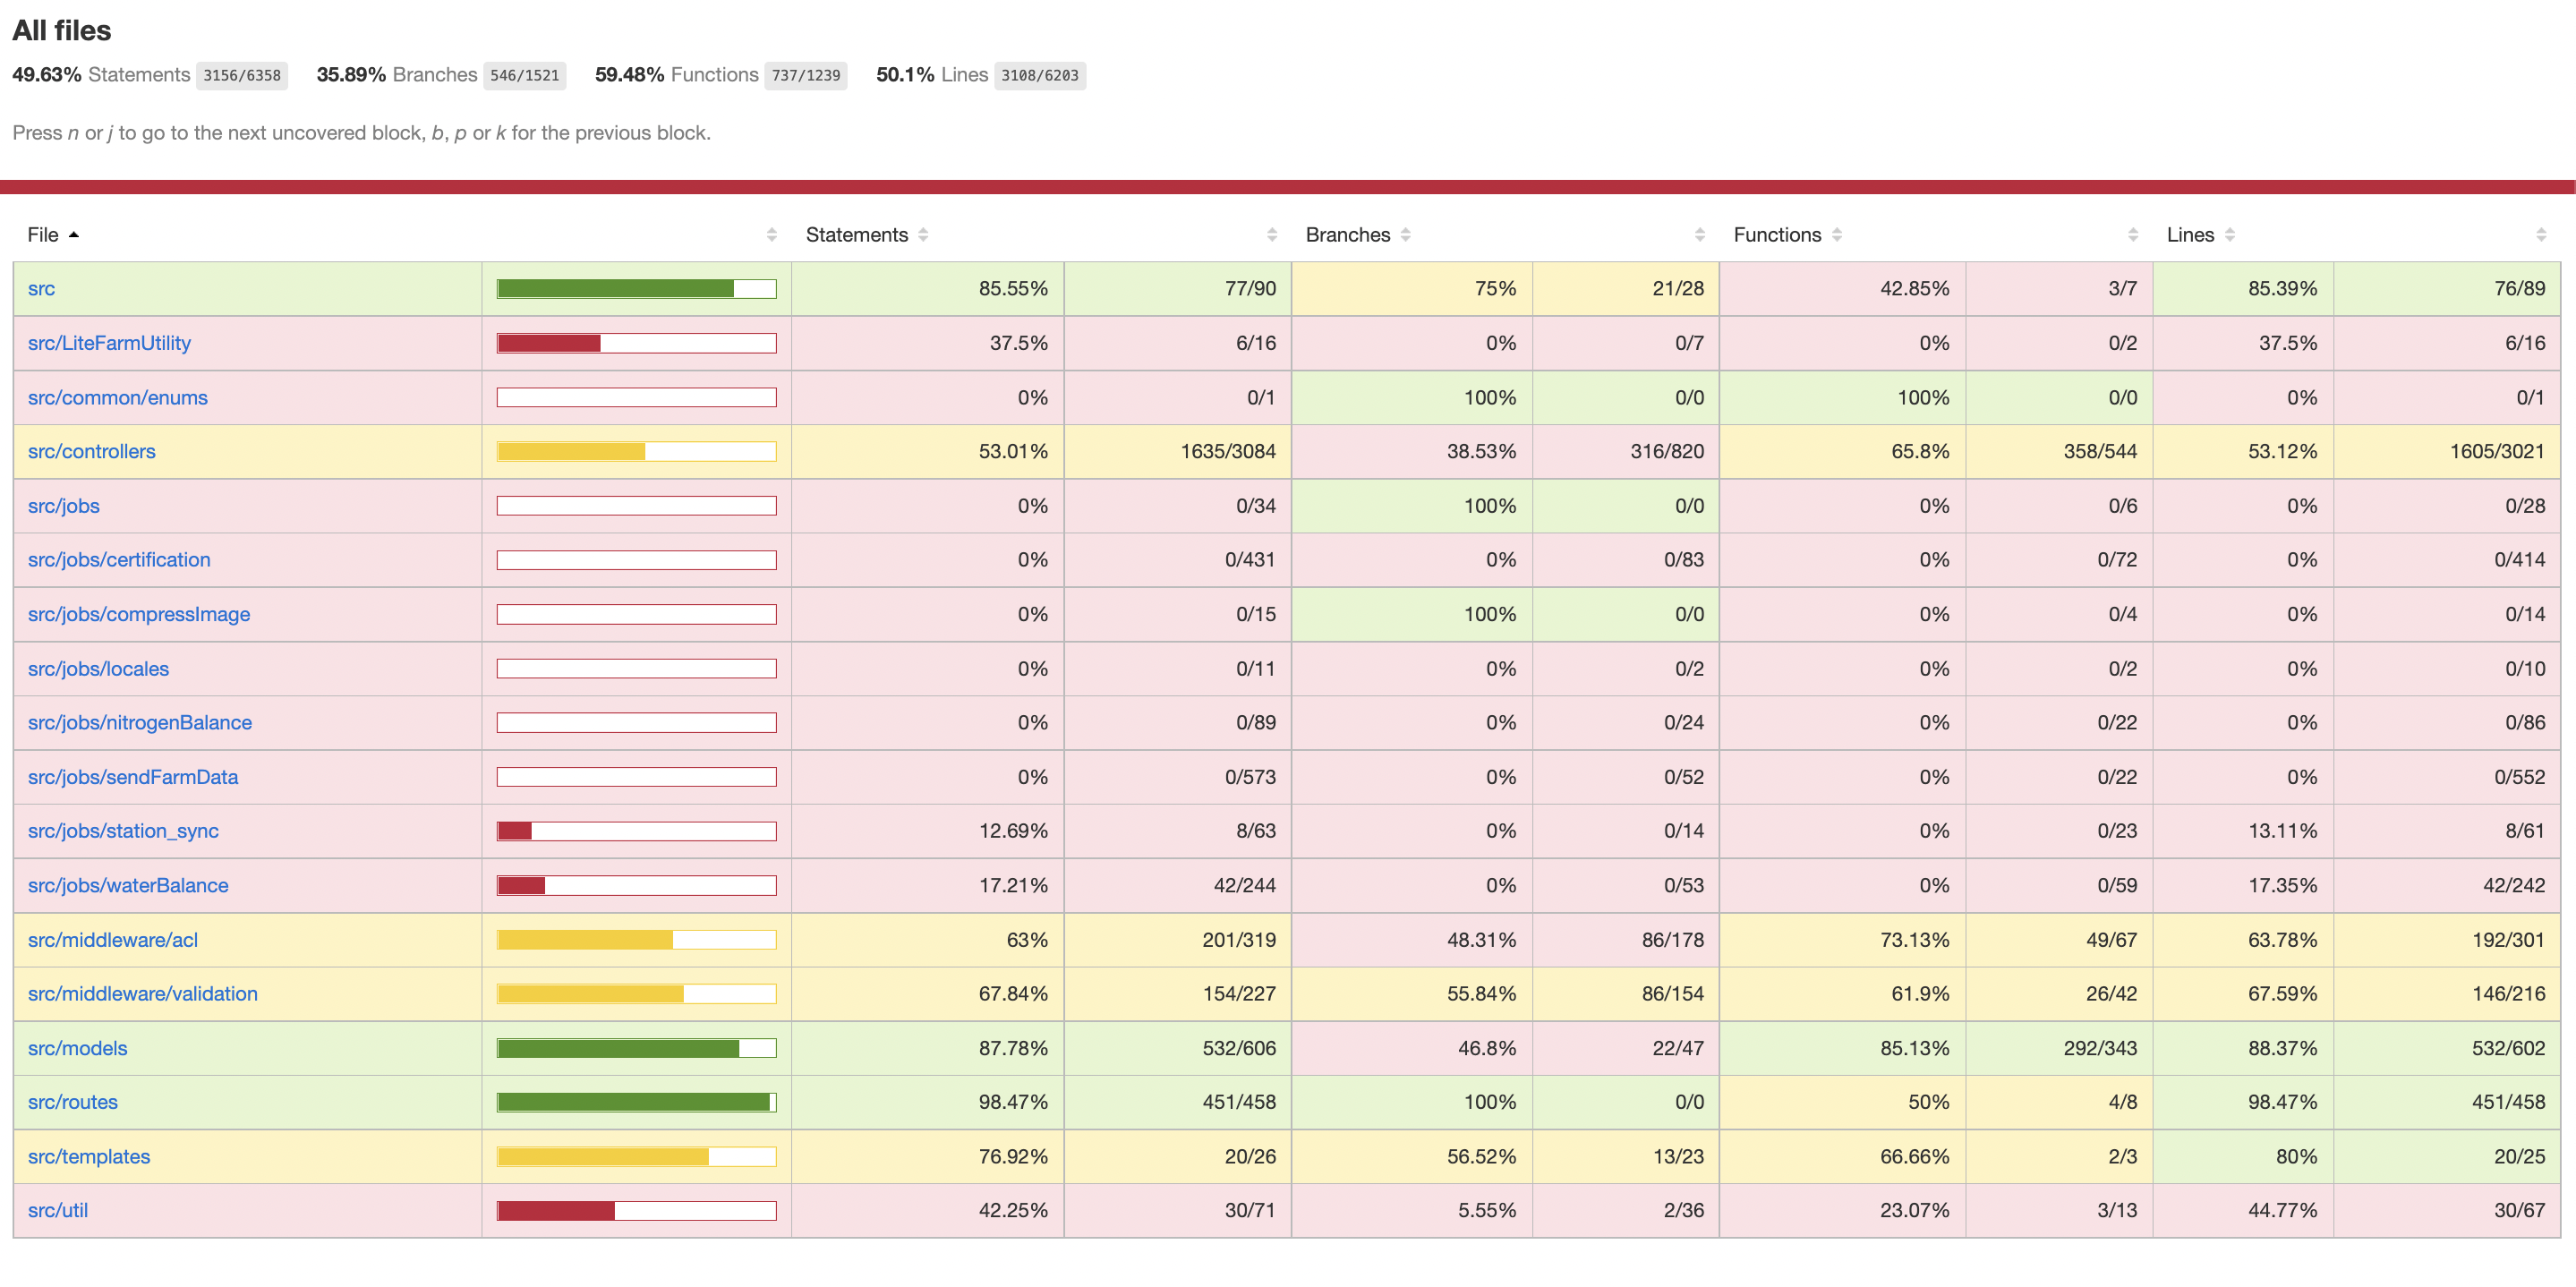 All files
49.63% Statements 3156/6358 35.89% Branches 546/1521 59.48% Functions 737/1239 50.1% Lines 3108/6203
Press n or j to go to the next uncovered block, b, p or k for the previous block.
File Statements Branches Functions Lines
src 85.55% 77/90 75% 21/28 42.85% 3/7 85.39% 76/89
src/LiteFarmUtility 37.5% 6/16 0% 0/7 0% 0/2 37.5% 6/16
src/common/enums 0% 0/1 100% 0/0 100% 0/0 0% 0/1
src/controllers 53.01% 1635/3084 38.53% 316/820 65.8% 358/544 53.12% 1605/3021
src/jobs 0% 0/34 100% 0/0 0% 0/6 0% 0/28
src/jobs/certification 0% 0/431 0% 0/83 0% 0/72 0% 0/414
src/jobs/compressImage 0% 0/15 100% 0/0 0% 0/4 0% 0/14
src/jobs/locales 0% 0/11 0% 0/2 0% 0/2 0% 0/10
src/jobs/nitrogenBalance 0% 0/89 0% 0/24 0% 0/22 0% 0/86
src/jobs/sendFarmData 0% 0/573 0% 0/52 0% 0/22 0% 0/552
src/jobs/station_sync 12.69% 8/63 0% 0/14 0% 0/23 13.11% 8/61
src/jobs/waterBalance 17.21% 42/244 0% 0/53 0% 0/59 17.35% 42/242
src/middleware/acl 63% 201/319 48.31% 86/178 73.13% 49/67 63.78% 192/301
src/middleware/validation 67.84% 154/227 55.84% 86/154 61.9% 26/42 67.59% 146/216
src/models 87.78% 532/606 46.8% 22/47 85.13% 292/343 88.37% 532/602
src/routes 98.47% 451/458 100% 0/0 50% 4/8 98.47% 451/458
src/templates 76.92% 20/26 56.52% 13/23 66.66% 2/3 80% 20/25
src/util 42.25% 30/71 5.55% 2/36 23.07% 3/13 44.77% 30/67